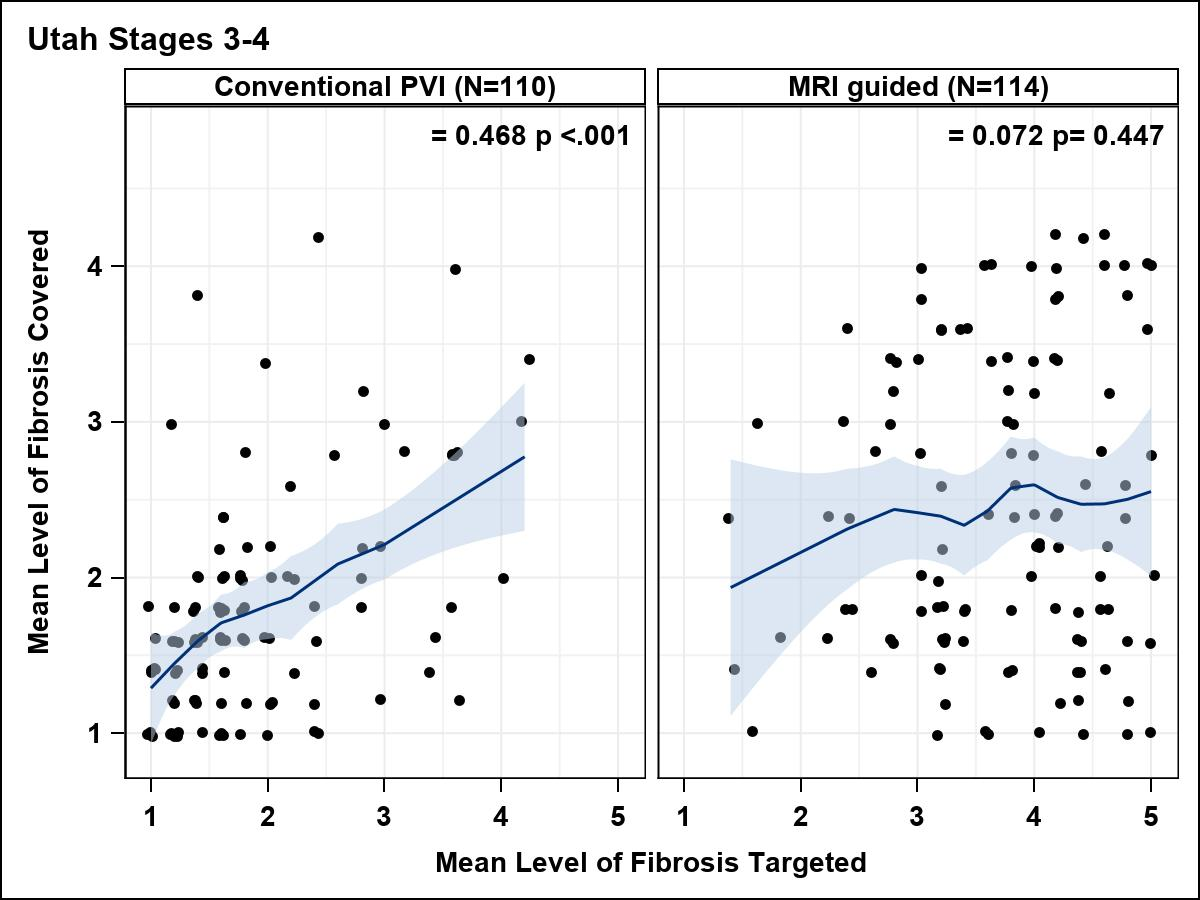 Utah Stages 3-4
Conventional PVI (N=110)
MRI guided (N=114)
= 0.468 p <.001
= 0.072 p= 0.447
Mean Level of Fibrosis Covered
4
3
2
1
1 2 3 4 5
1 2 3 4 5
Mean Level of Fibrosis Targeted